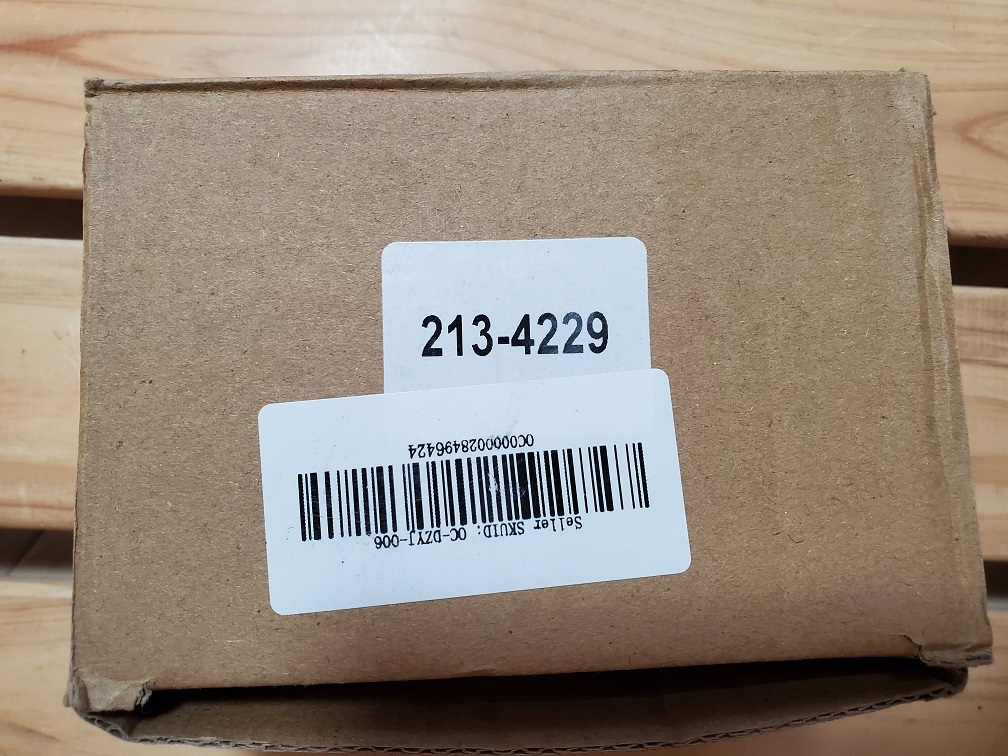 213-4229
Seller SKUID: OC-DZYJ-006
OC0000028496424